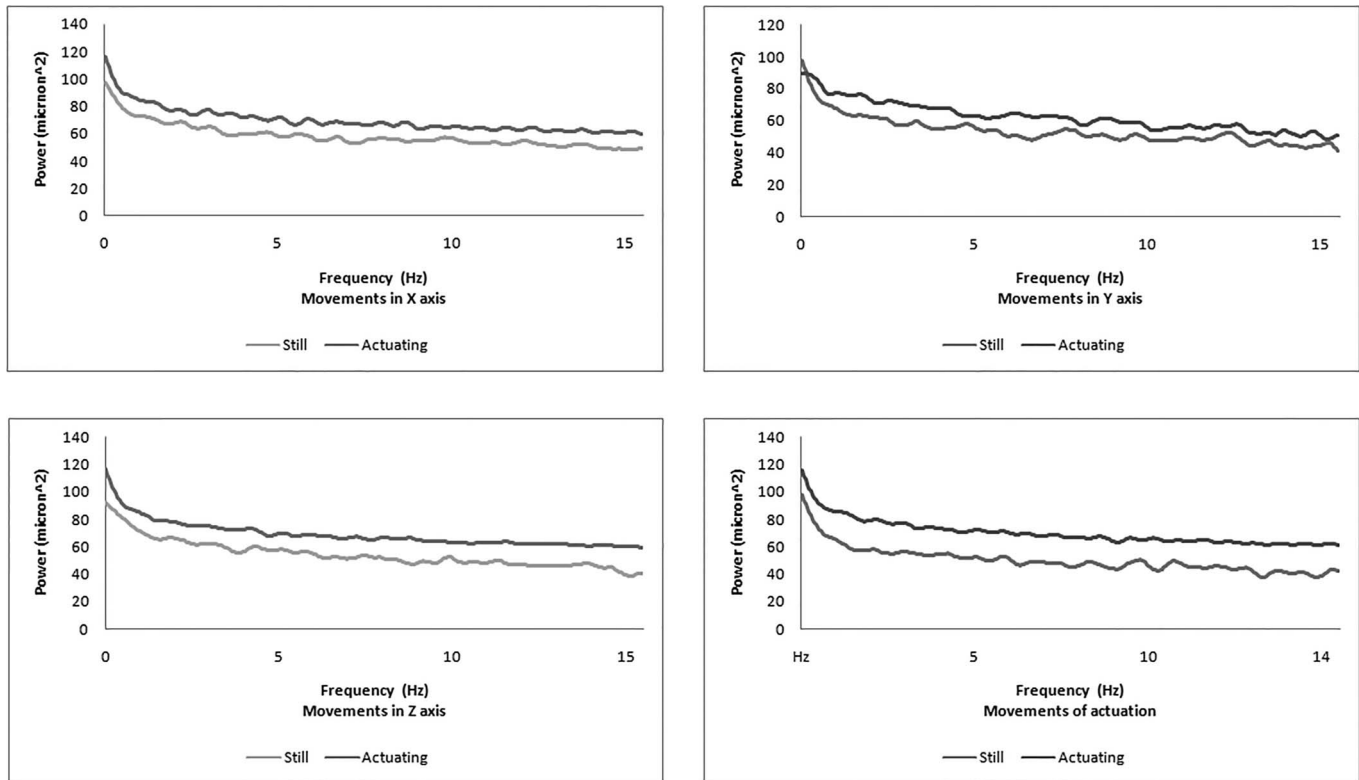 140
120
100
80
60
40
20
0
Power (micrnon^2)
0 5 10 15
Frequency (Hz)
Movements in X axis
Still Actuating
120
100
80
60
40
20
0
Power (micron^2)
0 5 10 15
Frequency (Hz)
Movements in Y axis
Still Actuating
140
120
100
80
60
40
20
0
Power (micron^2)
0 5 10 15
Frequency (Hz)
Movements in Z axis
Still Actuating
140
120
100
80
60
40
20
0
Power (micron^2)
Hz 5 10 14
Frequency (Hz)
Movements of actuation
Still Actuating